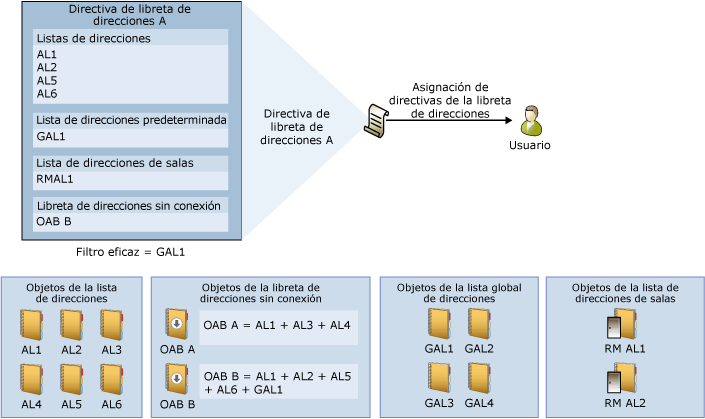 Directiva de libreta de
direcciones A
Listas de direcciones
AL1
AL2
AL5
AL6
Lista de direcciones predeterminada
GAL1
Lista de direcciones de salas
RMAL1
Libreta de direcciones sin conexión
OAB B
Filtro eficaz = GAL1
Directiva de
libreta de
direcciones A
Asignación de
directivas de la libreta
de direcciones
Usuario
Objetos de la lista
de direcciones
AL1 AL2 AL3
AL4 AL5 AL6
Objetos de la libreta de
direcciones sin conexión
OAB A
OAB A = AL1 + AL3 + AL4
OAB B
OAB B = AL1 + AL2 + AL5
+ AL6 + GAL1
Objetos de la lista global
de direcciones
GAL1 GAL2
GAL3 GAL4
Objetos de la lista de
direcciones de salas
RM AL1
RM AL2